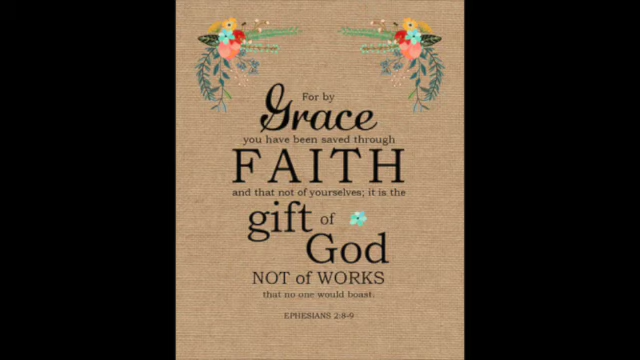 For by
Grace
you have been saved through
FAITH
and that not of yourselves; it is the
gift of
God
NOT of WORKS
that no one would boast.
EPHESIANS 2:8-9